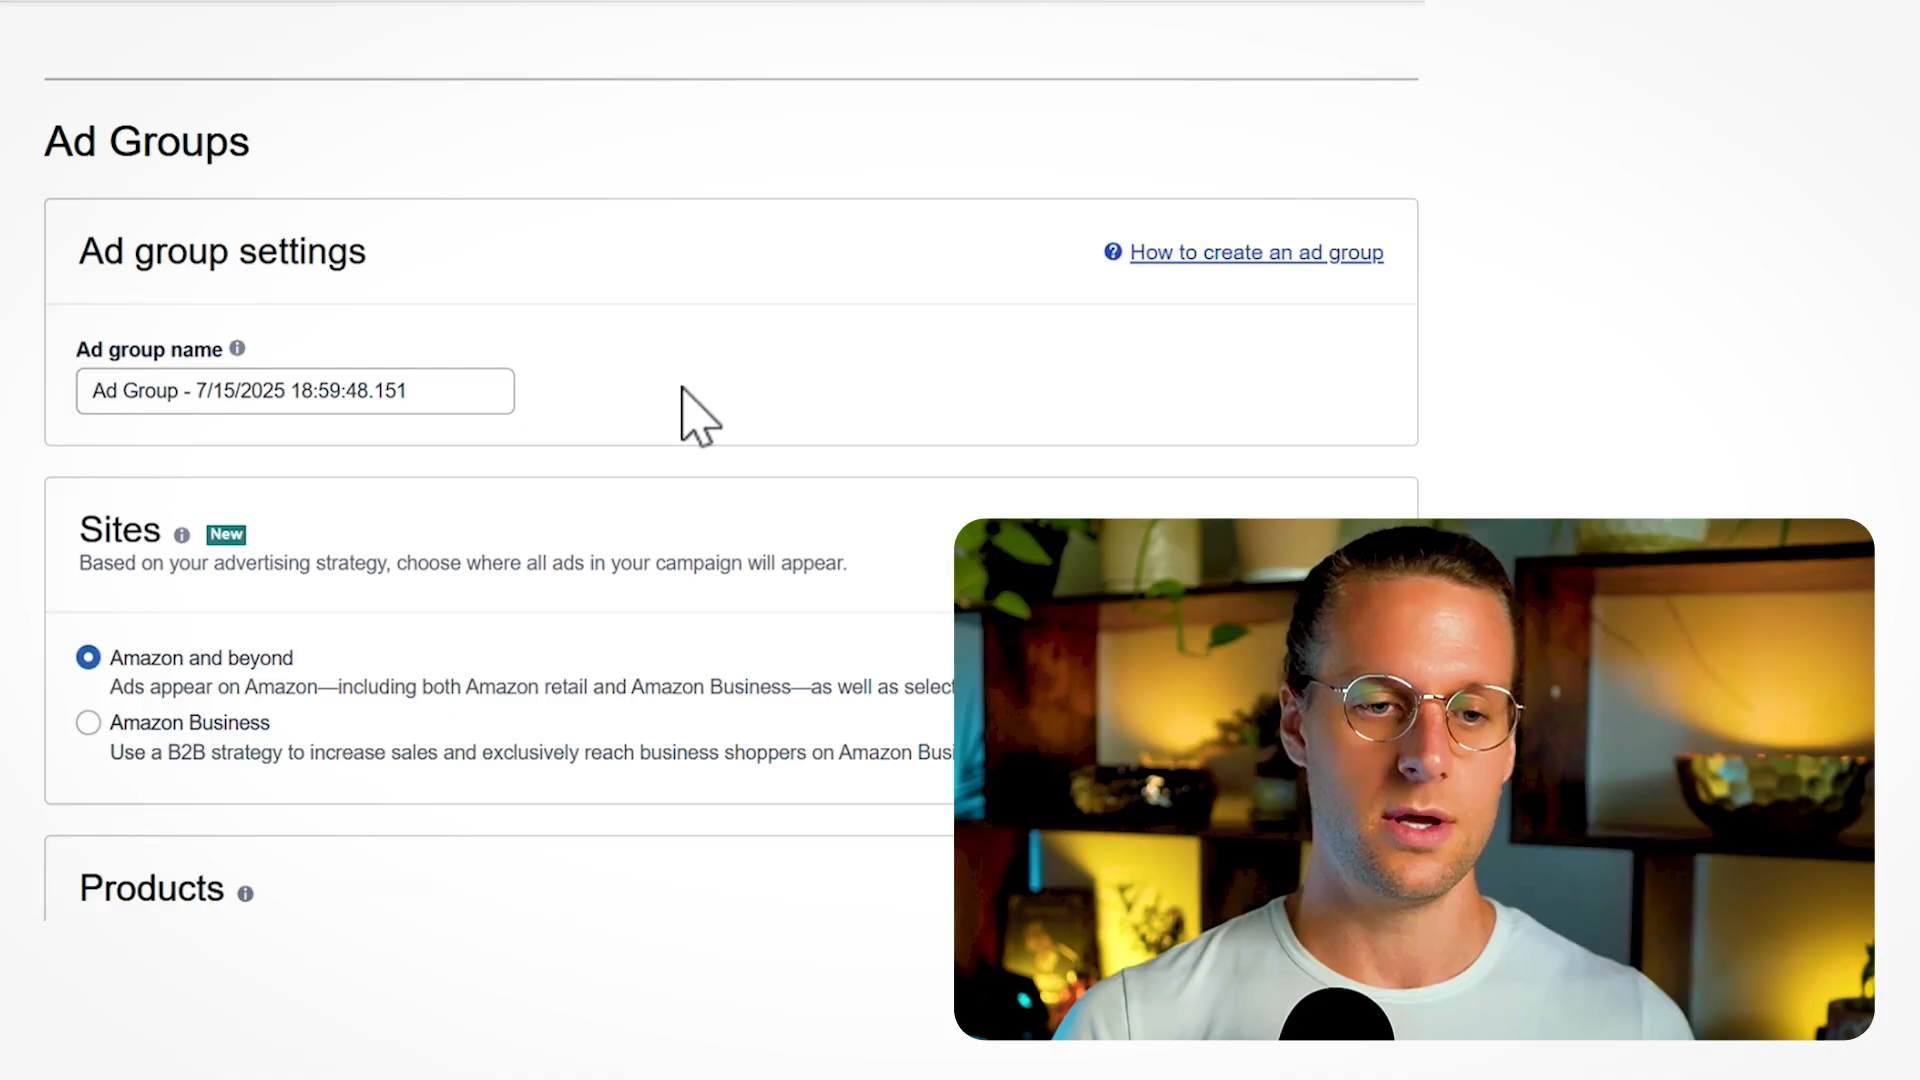 Ad Groups
Ad group settings
How to create an ad group
Ad group name
Ad Group - 7/15/2025 18:59:48.151
Sites New
Based on your advertising strategy, choose where all ads in your campaign will appear.
Amazon and beyond
Ads appear on Amazon—including both Amazon retail and Amazon Business—as well as select
Amazon Business
Use a B2B strategy to increase sales and exclusively reach business shoppers on Amazon Busi
Products